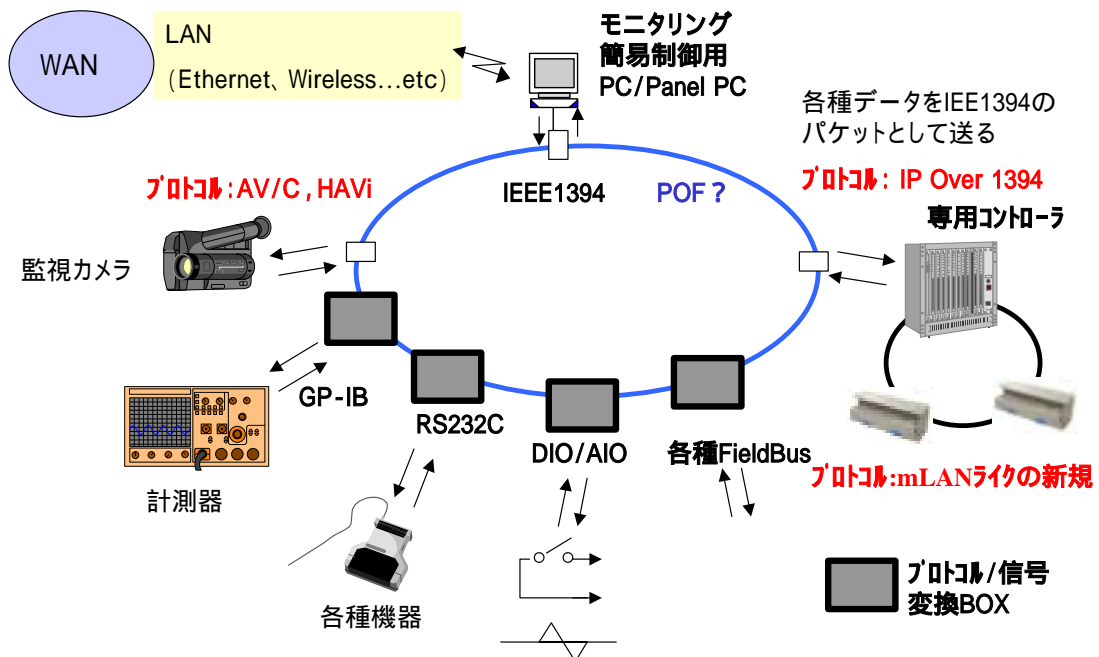 WAN
LAN
(Ethernet、Wireless…etc)
モニタリング
簡易制御用
PC/Panel PC
各種データをIEE1394の
パケットとして送る
ﾌﾟﾛﾄｺﾙ: IP Over 1394
専用ｺﾝﾄﾛｰﾗ
ﾌﾟﾛﾄｺﾙ:AV/C , HAVi
IEEE1394
POF？
監視カメラ
GP-IB
RS232C
DIO/AIO
各種FieldBus
ﾌﾟﾛﾄｺﾙ:mLANﾗｲｸの新規
計測器
各種機器
ﾌﾟﾛﾄｺﾙ/信号
変換BOX